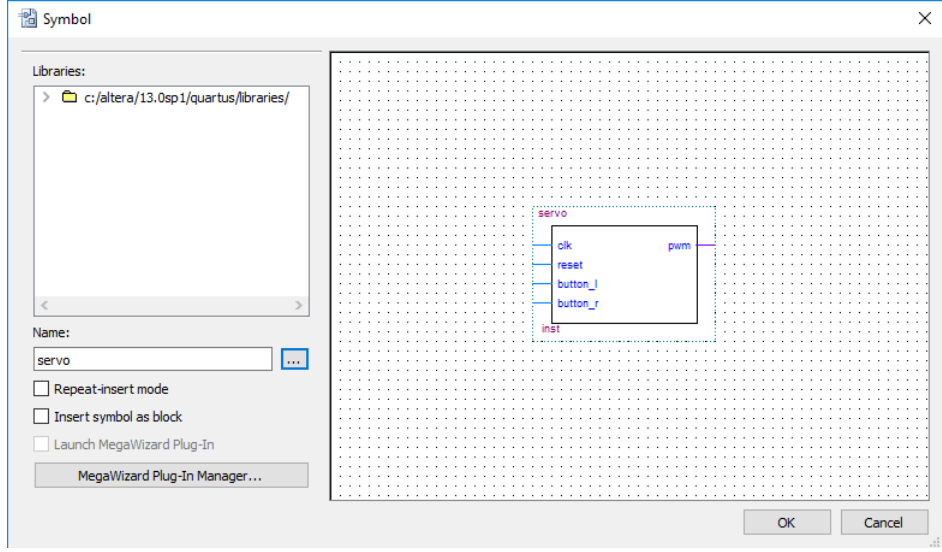 Symbol
Libraries:
c:/altera/13.0sp1/quartus/libraries/
Name:
servo
...
Repeat-insert mode
Insert symbol as block
Launch MegaWizard Plug-In
MegaWizard Plug-In Manager...
servo
clk pwm
reset
button_l
button_r
inst
OK Cancel